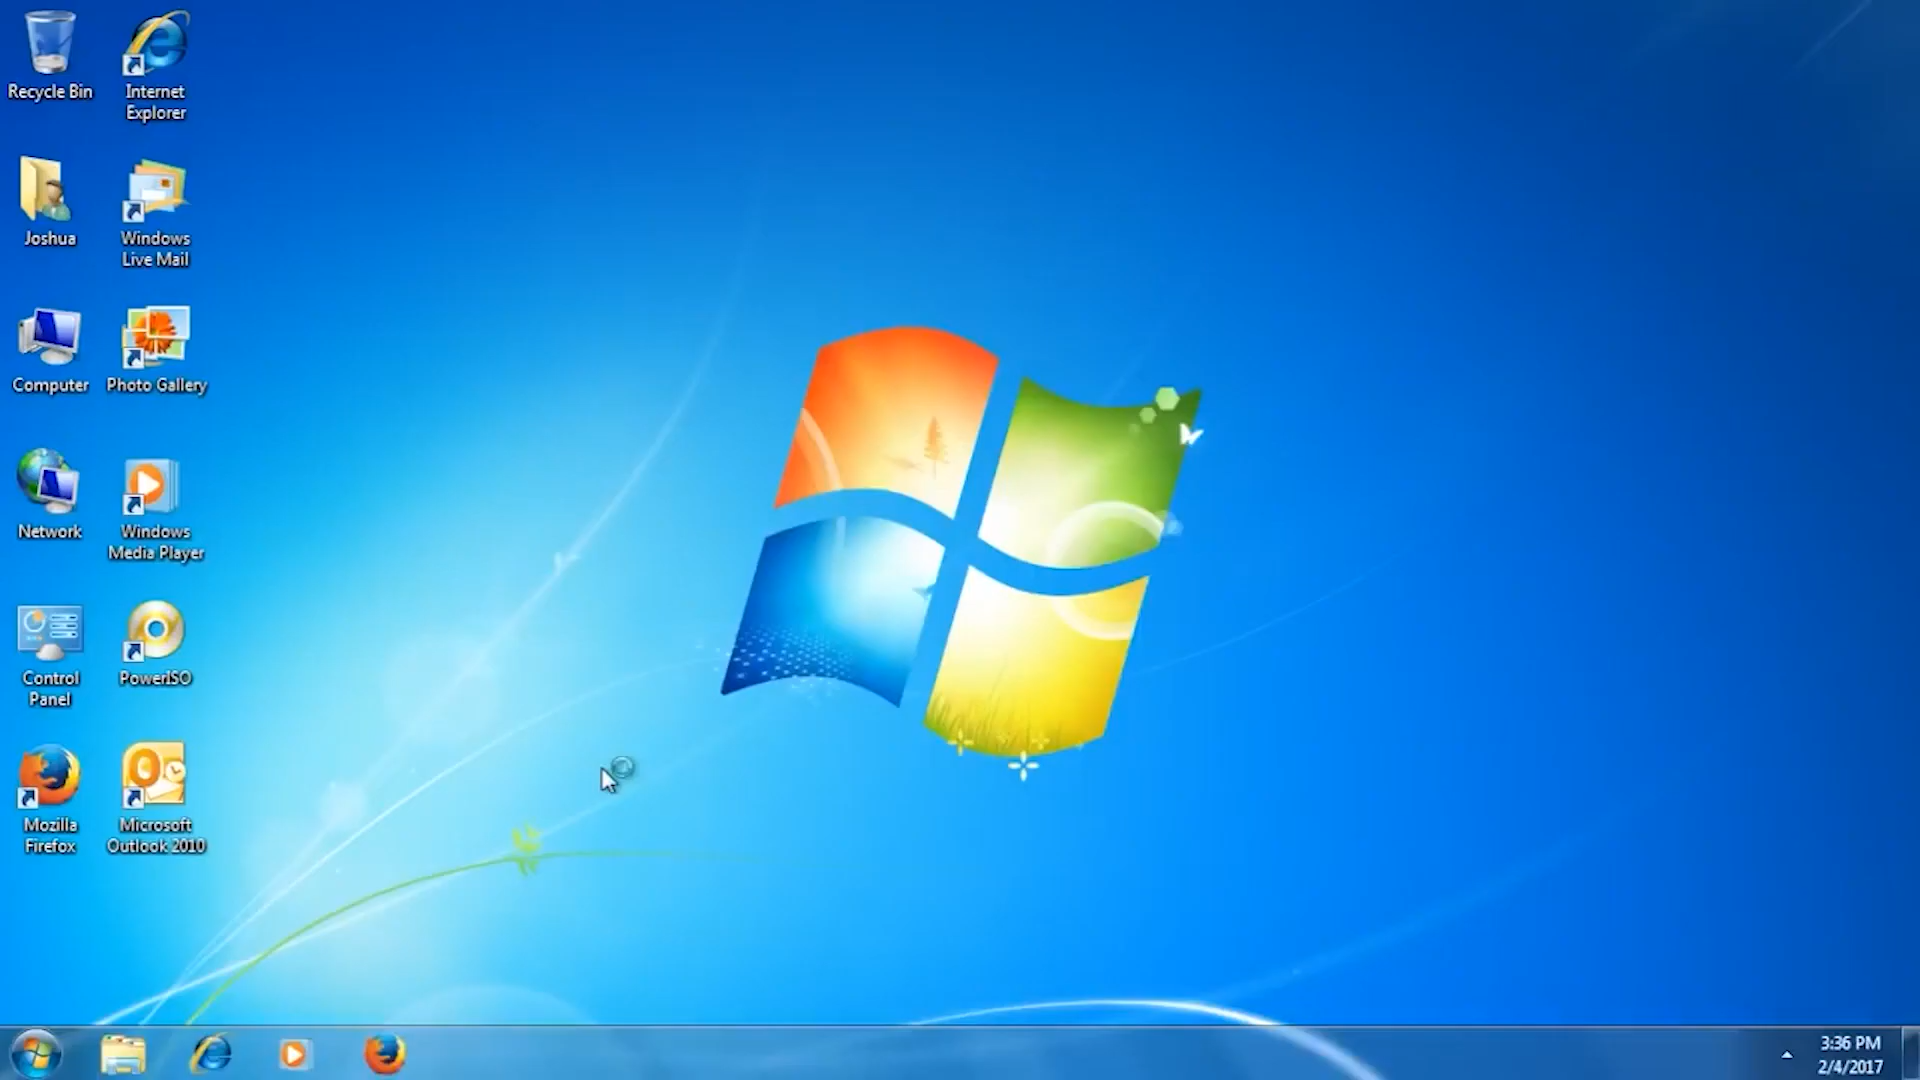 Recycle Bin
Internet
Explorer
Joshua
Windows
Live Mail
Computer
Photo Gallery
Network
Windows
Media Player
Control
Panel
PowerISO
Mozilla
Firefox
Microsoft
Outlook 2010
3:36 PM
2/4/2017